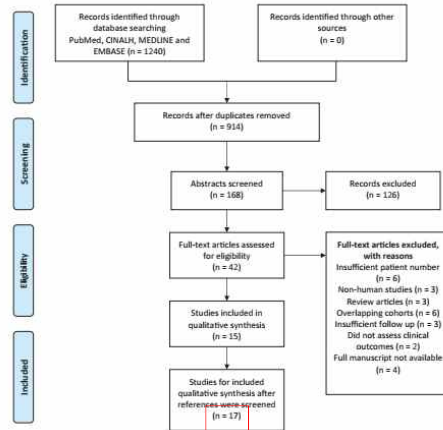 Identification
Records identified through
database searching
PubMed, CINALH, MEDLINE and
EMBASE
(n = 1240)
Records identified through other
sources
(n = 0)
Records after duplicates removed
(n = 914)
Screening
Abstracts screened
(n = 168)
Records excluded
(n = 126)
Eligibility
Full-text articles assessed
for eligibility
(n = 42)
Full-text articles excluded,
with reasons
Insufficient patient number
(n = 6)
Non-human studies (n = 3)
Review articles (n = 3)
Overlapping cohorts (n = 6)
Insufficient follow up (n = 3)
Did not assess clinical
outcomes (n = 2)
Full manuscript not available
(n = 4)
Studies included in
qualitative synthesis
(n = 15)
Included
Studies for included
qualitative synthesis after
references were screened
(n = 17)